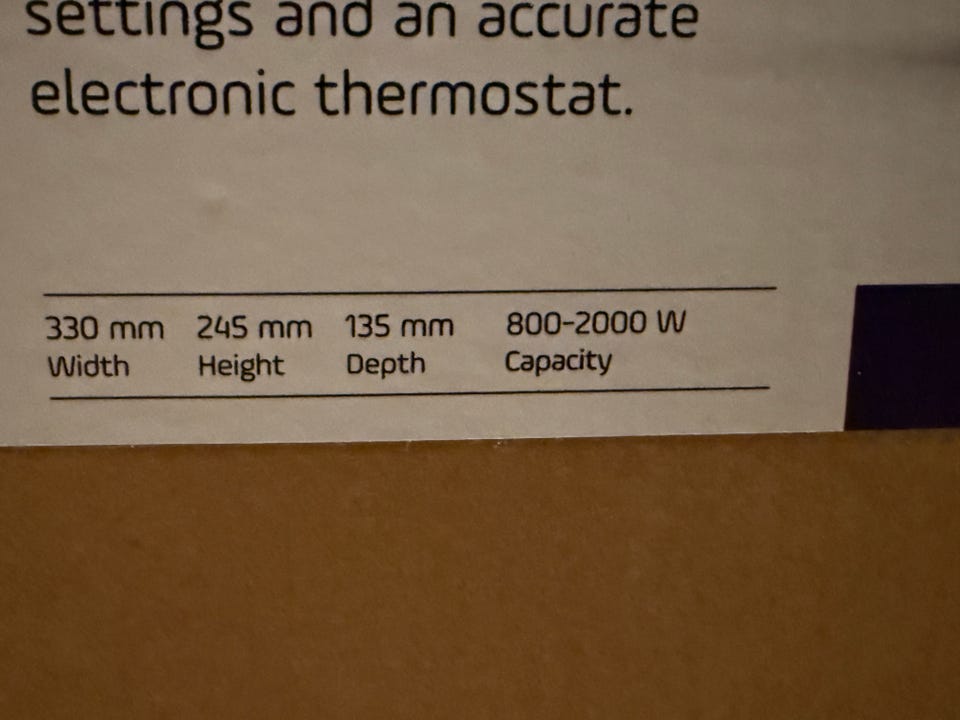 settings and an accurate
electronic thermostat.
330 mm 245 mm 135 mm 800-2000 W
Width Height Depth Capacity